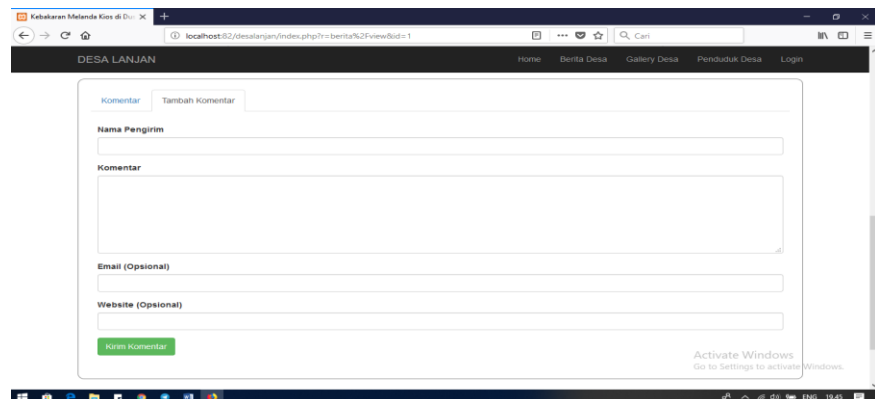 Kebakaran Melanda Kios di Du
localhost:82/desalanjan/index.php?r=berita%2Fview&id=1
Cari
DESA LANJAN
Home Berita Desa Gallery Desa Penduduk Desa Login
Komentar Tambah Komentar
Nama Pengirim
Komentar
Email (Opsional)
Website (Opsional)
Kirim Komentar
Activate Windows
Go to Settings to activate Windows.
ENG 19.45